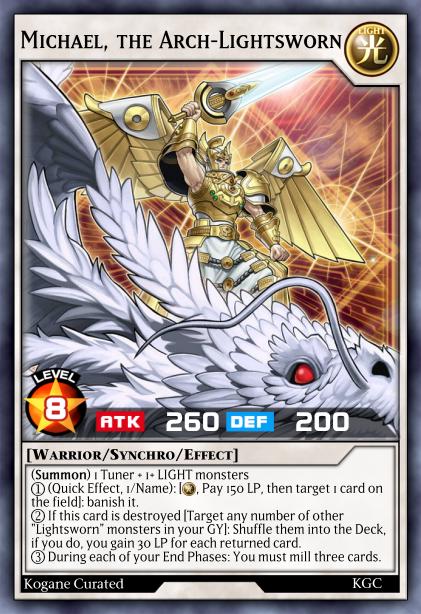 Michael, the Arch-Lightsworn
LIGHT
光
LEVEL
8
ATK 260 DEF 200
[Warrior/Synchro/Effect]
(Summon) 1 Tuner + 1+ LIGHT monsters
① (Quick Effect, 1/Name): [光, Pay 150 LP, then target 1 card on
the field]: banish it.
② If this card is destroyed [Target any number of other
"Lightsworn" monsters in your GY]: Shuffle them into the Deck,
if you do, you gain 30 LP for each returned card.
③ During each of your End Phases: You must mill three cards.
Kogane Curated KGC